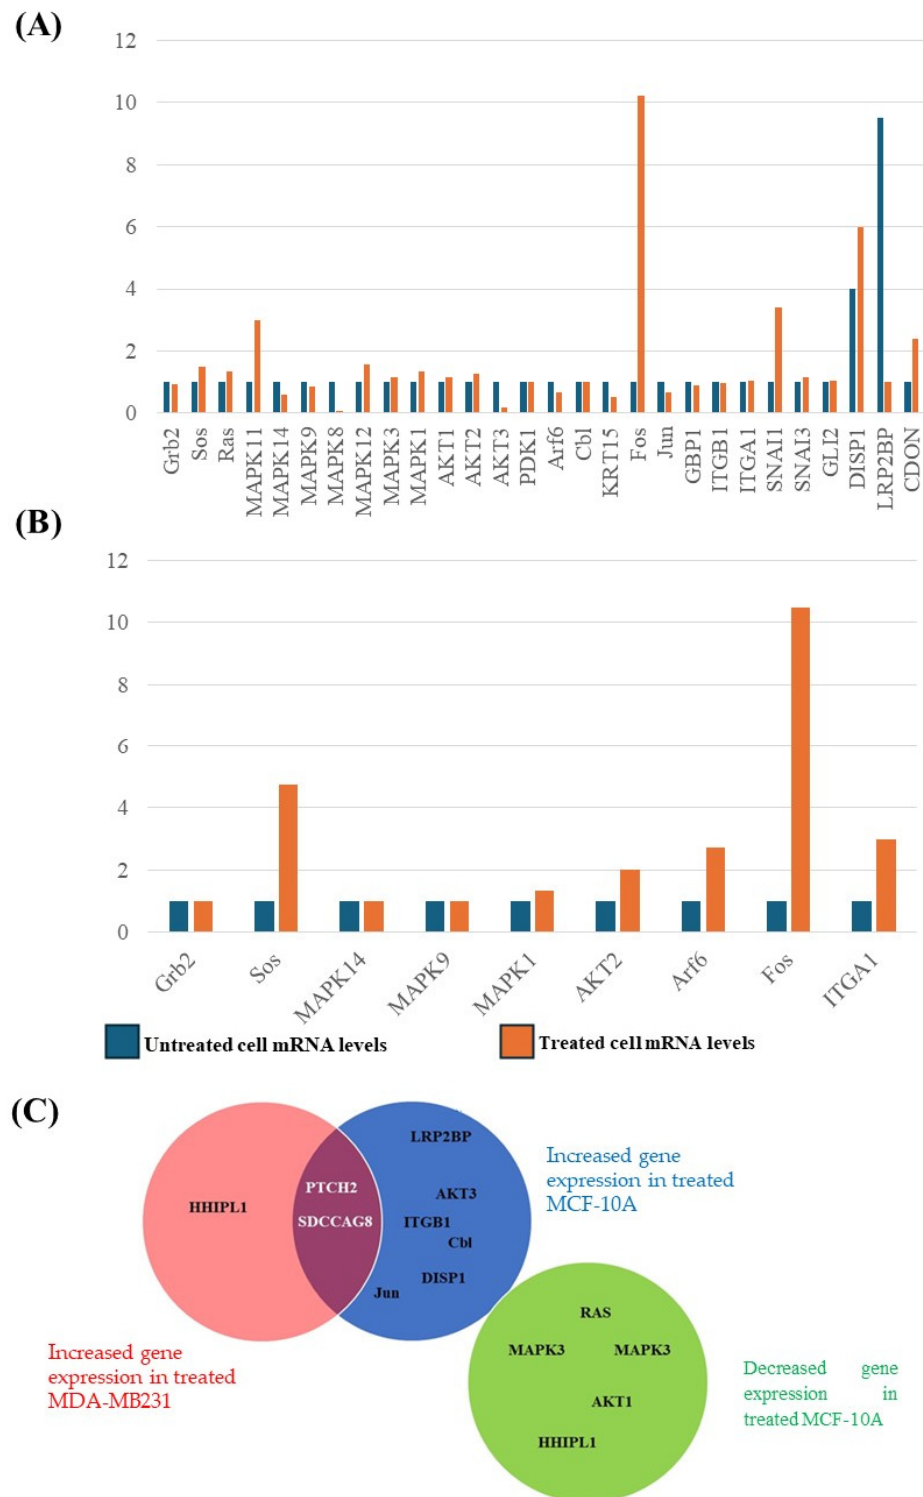 (A)
12
10
8
6
4
2
0
Grb2
Sos
Ras
MAPK11
MAPK14
MAPK9
MAPK8
MAPK12
MAPK3
MAPK1
AKT1
AKT2
AKT3
PDK1
Arf6
Cbl
KRT15
Fos
Jun
GBP1
ITGB1
ITGA1
SNAI1
SNAI3
GLI2
DISP1
LRP2BP
CDON
(B)
12
10
8
6
4
2
0
Grb2
Sos
MAPK14
MAPK9
MAPK1
AKT2
Arf6
Fos
ITGA1
Untreated cell mRNA levels
Treated cell mRNA levels
(C)
HHIPL1
PTCH2
SDCCAG8
LRP2BP
AKT3
ITGB1
Cbl
DISP1
Jun
Increased gene
expression in treated
MCF-10A
Increased gene
expression in treated
MDA-MB231
RAS
MAPK3 MAPK3
AKT1
HHIPL1
Decreased gene
expression in
treated MCF-10A